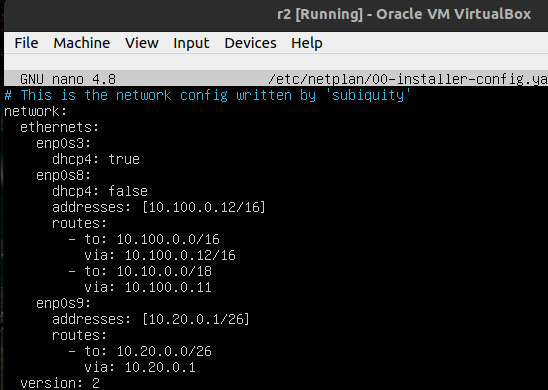 r2 [Running] - Oracle VM VirtualBox
File Machine View Input Devices Help
GNU nano 4.8 /etc/netplan/00-installer-config.ya
# This is the network config written by 'subiquity'
network:
  ethernets:
    enp0s3:
      dhcp4: true
    enp0s8:
      dhcp4: false
      addresses: [10.100.0.12/16]
      routes:
        - to: 10.100.0.0/16
          via: 10.100.0.12/16
        - to: 10.10.0.0/18
          via: 10.100.0.11
    enp0s9:
      addresses: [10.20.0.1/26]
      routes:
        - to: 10.20.0.0/26
          via: 10.20.0.1
  version: 2